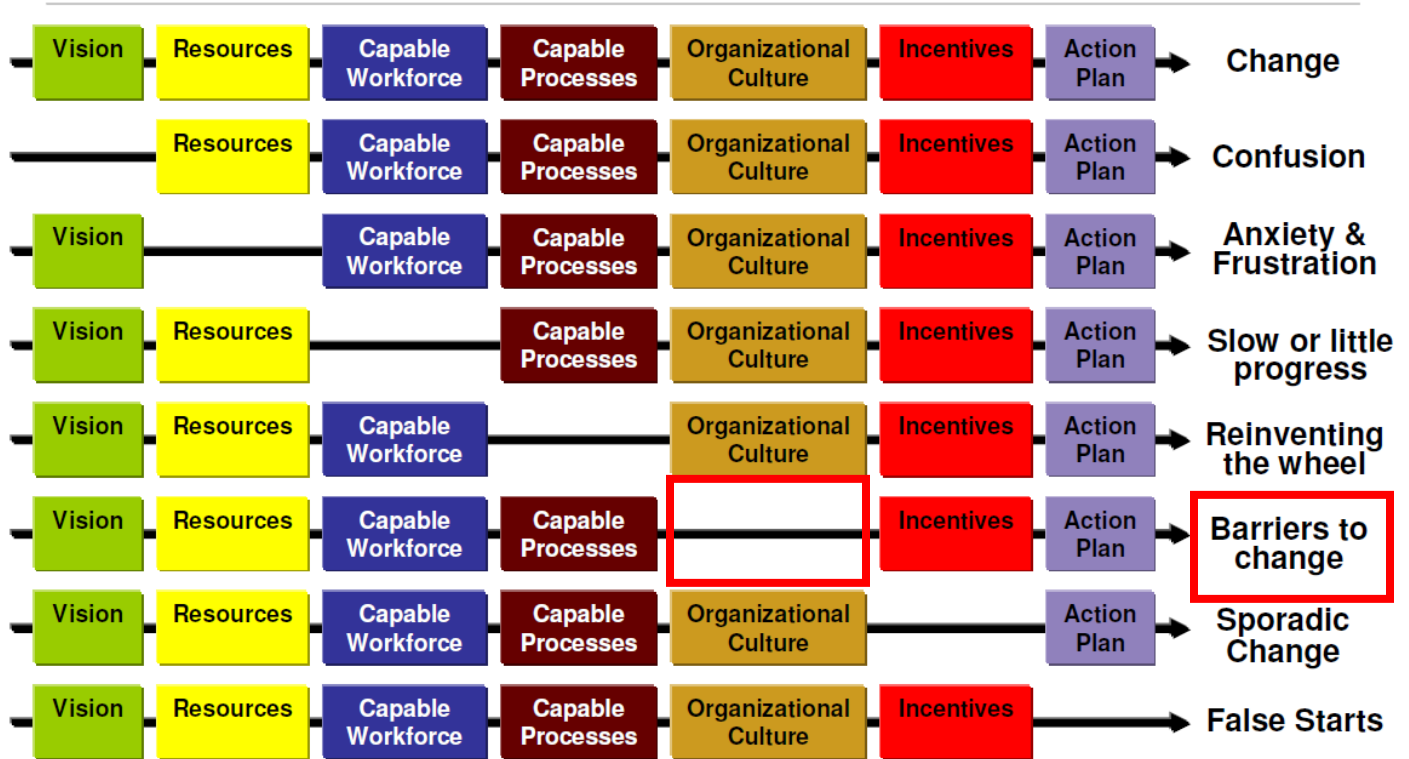 Vision Resources Capable Workforce Capable Processes Organizational Culture Incentives Action Plan Change
Resources Capable Workforce Capable Processes Organizational Culture Incentives Action Plan Confusion
Vision Capable Workforce Capable Processes Organizational Culture Incentives Action Plan Anxiety & Frustration
Vision Resources Capable Processes Organizational Culture Incentives Action Plan Slow or little progress
Vision Resources Capable Workforce Organizational Culture Incentives Action Plan Reinventing the wheel
Vision Resources Capable Workforce Capable Processes Incentives Action Plan Barriers to change
Vision Resources Capable Workforce Capable Processes Organizational Culture Action Plan Sporadic Change
Vision Resources Capable Workforce Capable Processes Organizational Culture Incentives False Starts